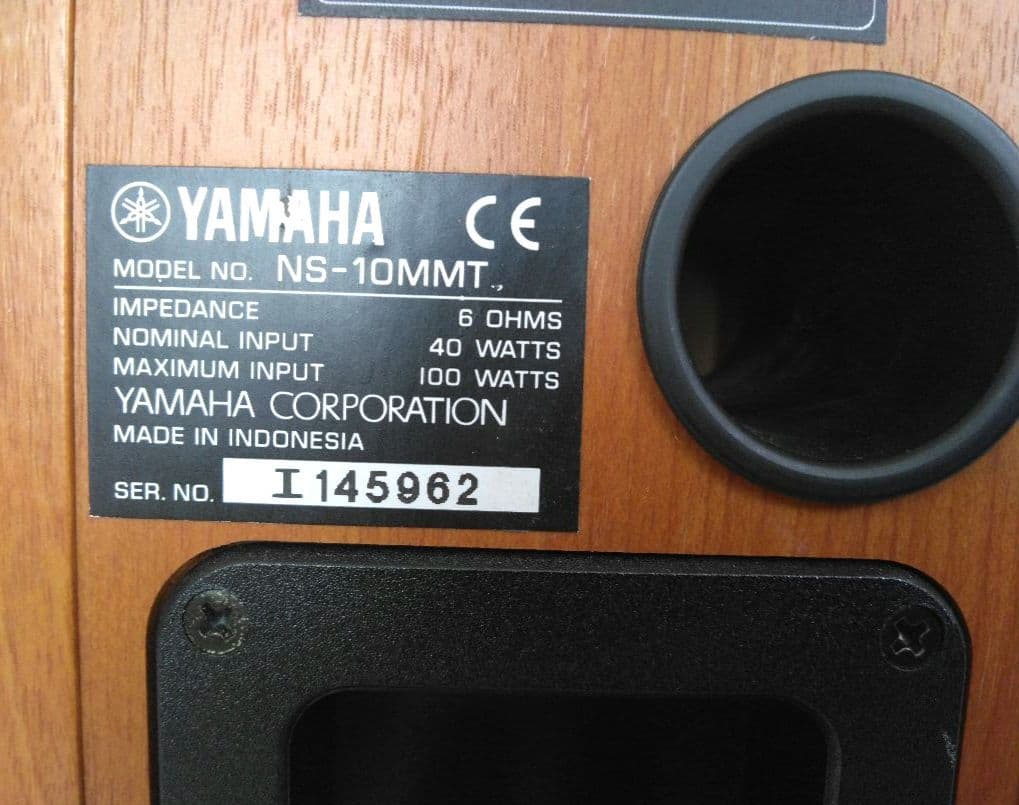 YAMAHA CE
MODEL NO. NS-10MMT
IMPEDANCE 6 OHMS
NOMINAL INPUT 40 WATTS
MAXIMUM INPUT 100 WATTS
YAMAHA CORPORATION
MADE IN INDONESIA
SER. NO. I145962